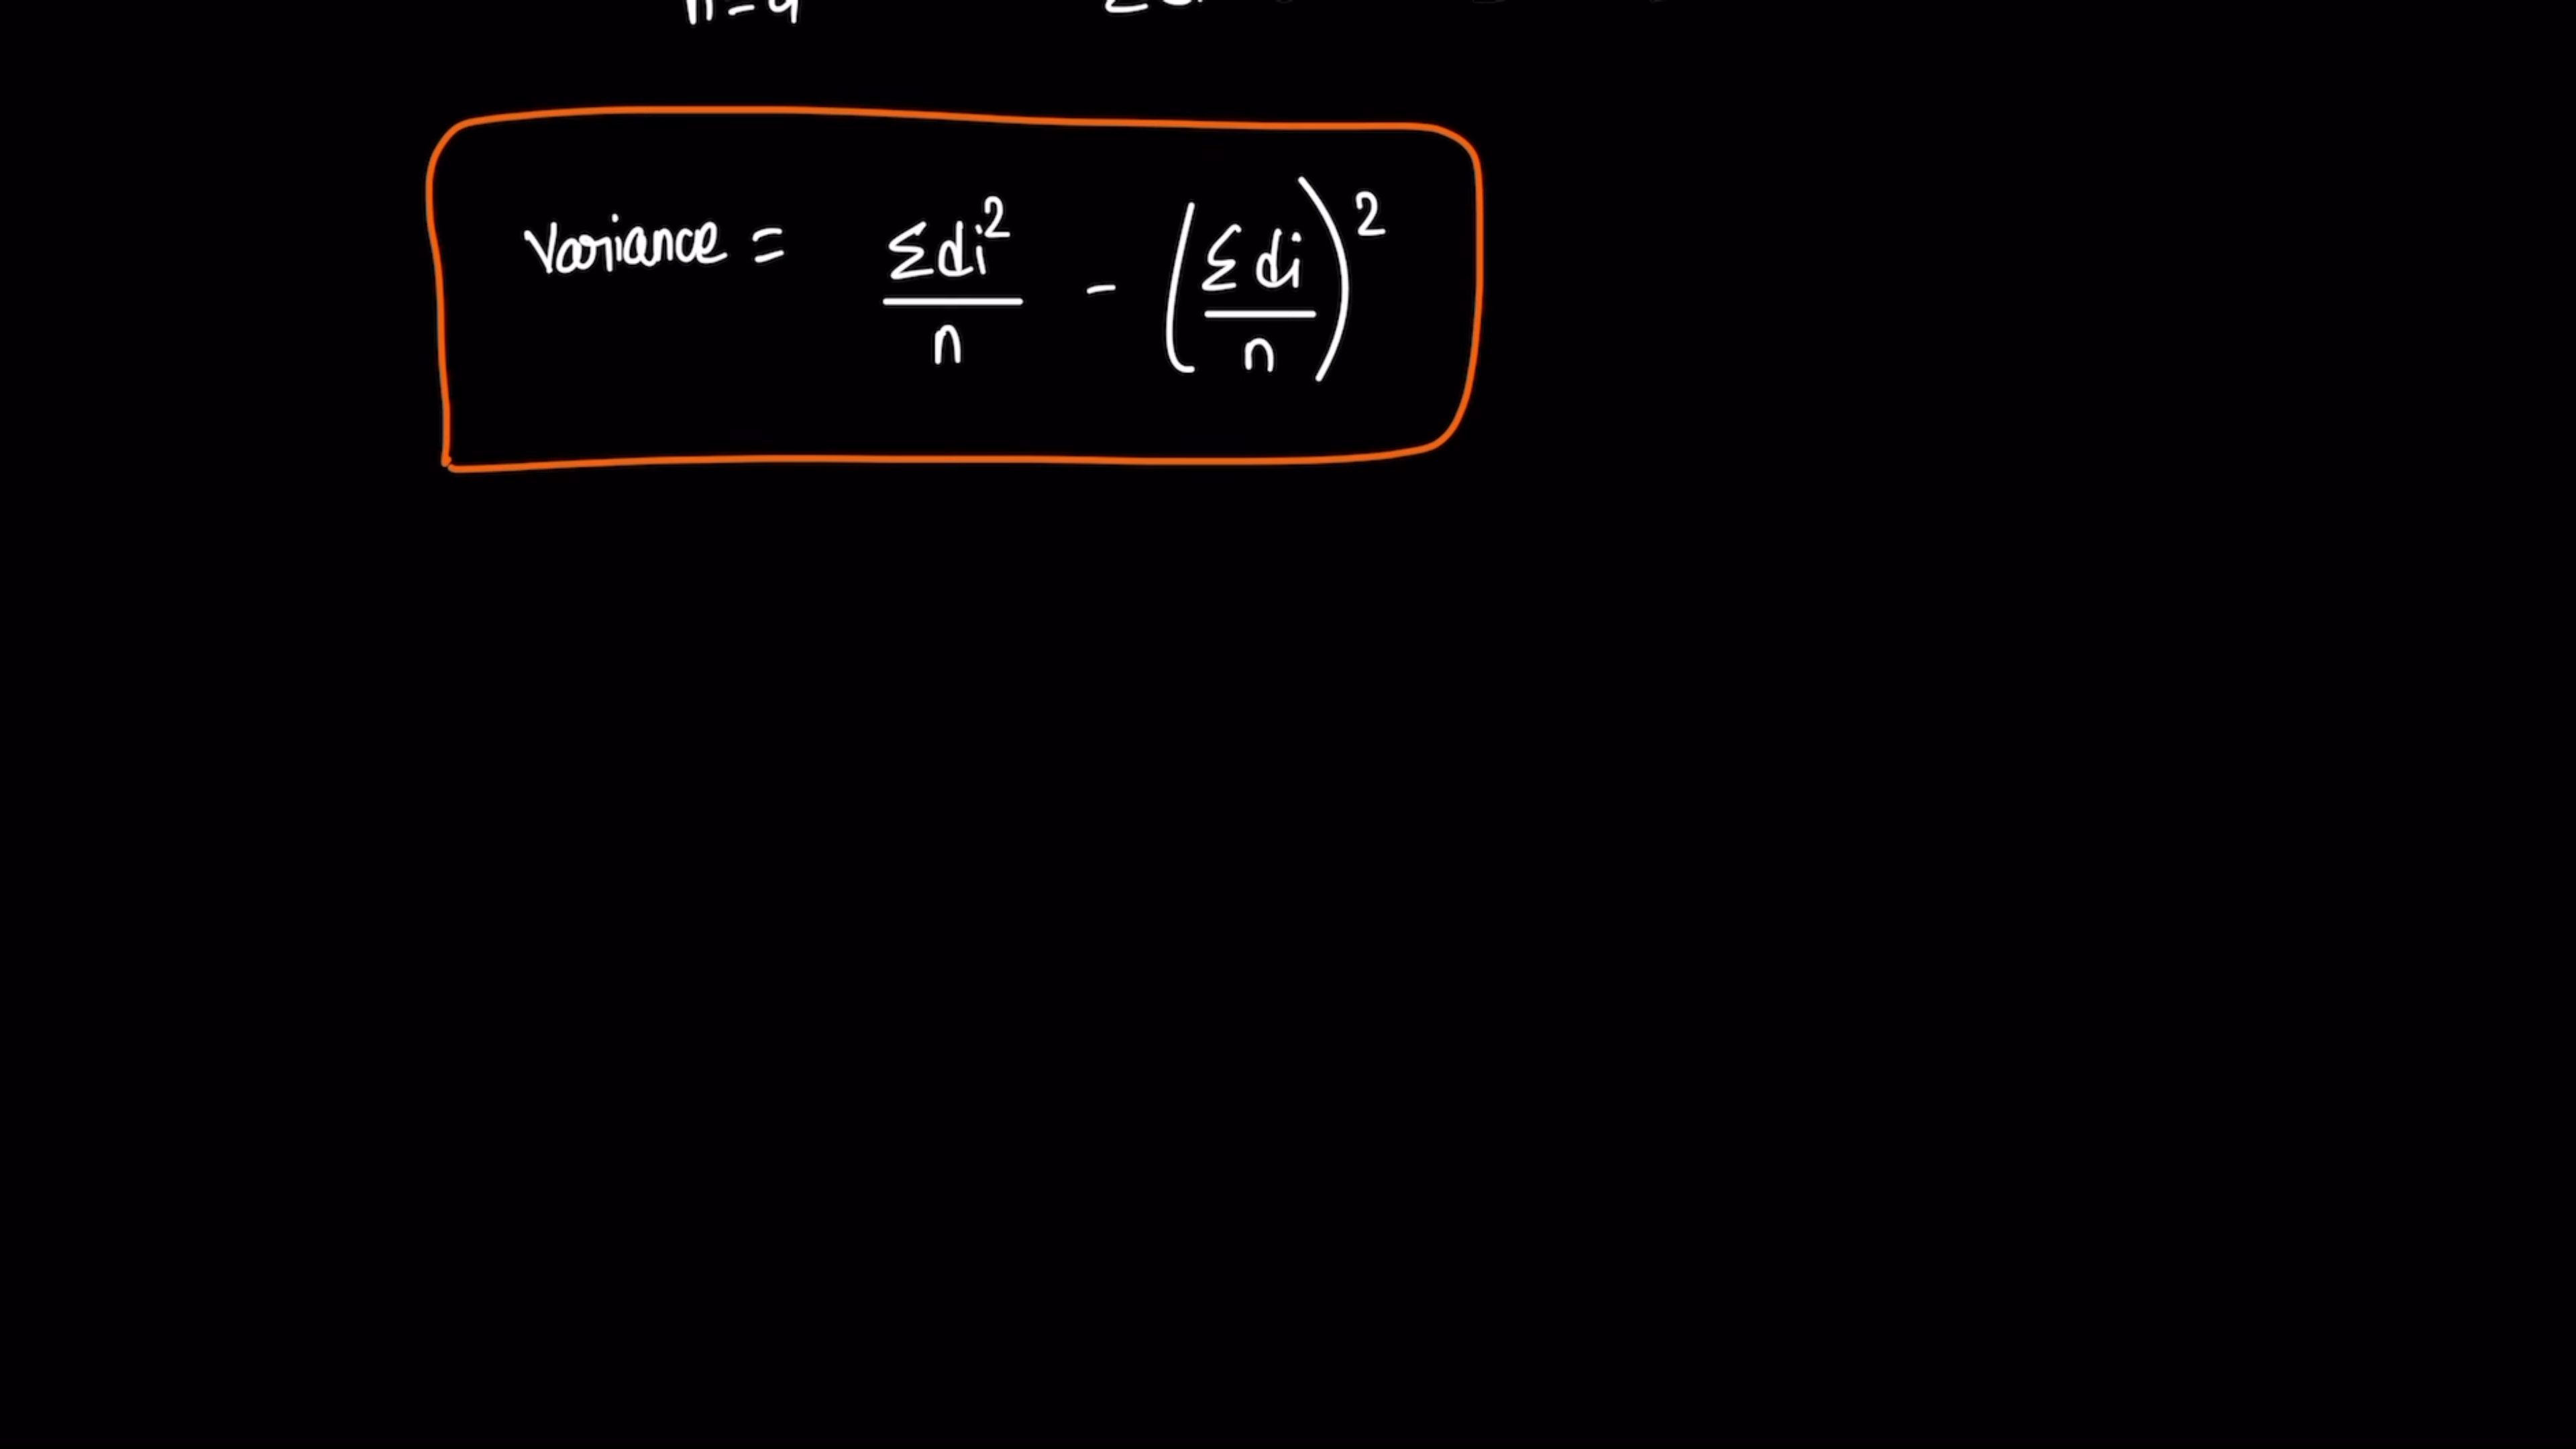 Variance = Σdi²/n - (Σdi/n)²